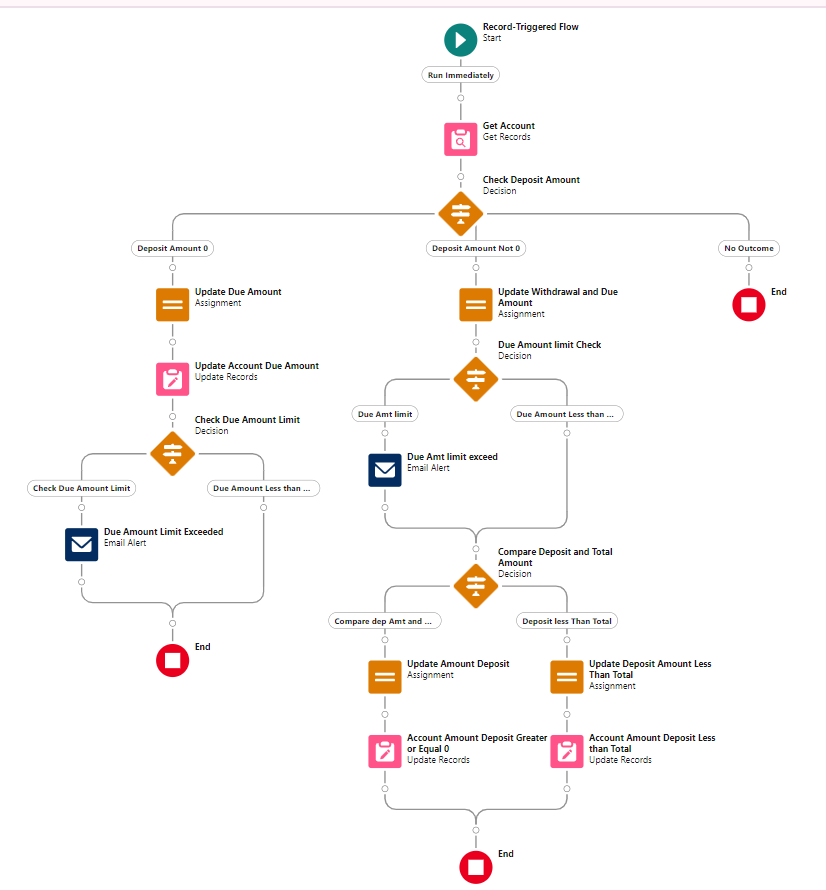 Record-Triggered Flow
Start
Run Immediately
Get Account
Get Records
Check Deposit Amount
Decision
Deposit Amount 0
Deposit Amount Not 0
No Outcome
Update Due Amount
Assignment
Update Withdrawal and Due
Amount
Assignment
End
Update Account Due Amount
Update Records
Due Amount limit Check
Decision
Check Due Amount Limit
Decision
Due Amt limit
Due Amount Less than ...
Due Amt limit exceed
Email Alert
Check Due Amount Limit
Due Amount Less than ...
Due Amount Limit Exceeded
Email Alert
Compare Deposit and Total
Amount
Decision
End
Compare dep Amt and ...
Deposit less Than Total
Update Amount Deposit
Assignment
Update Deposit Amount Less
Than Total
Assignment
Account Amount Deposit Greater
or Equal 0
Update Records
Account Amount Deposit Less
than Total
Update Records
End